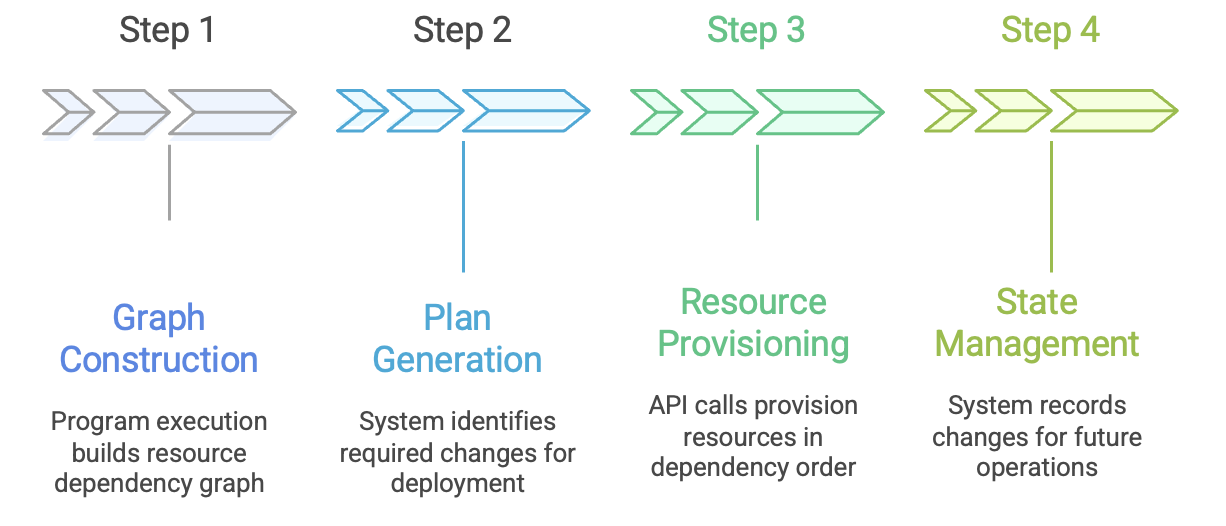 Step 1
Step 2
Step 3
Step 4
Graph
Construction
Program execution
builds resource
dependency graph
Plan
Generation
System identifies
required changes for
deployment
Resource
Provisioning
API calls provision
resources in
dependency order
State
Management
System records
changes for future
operations